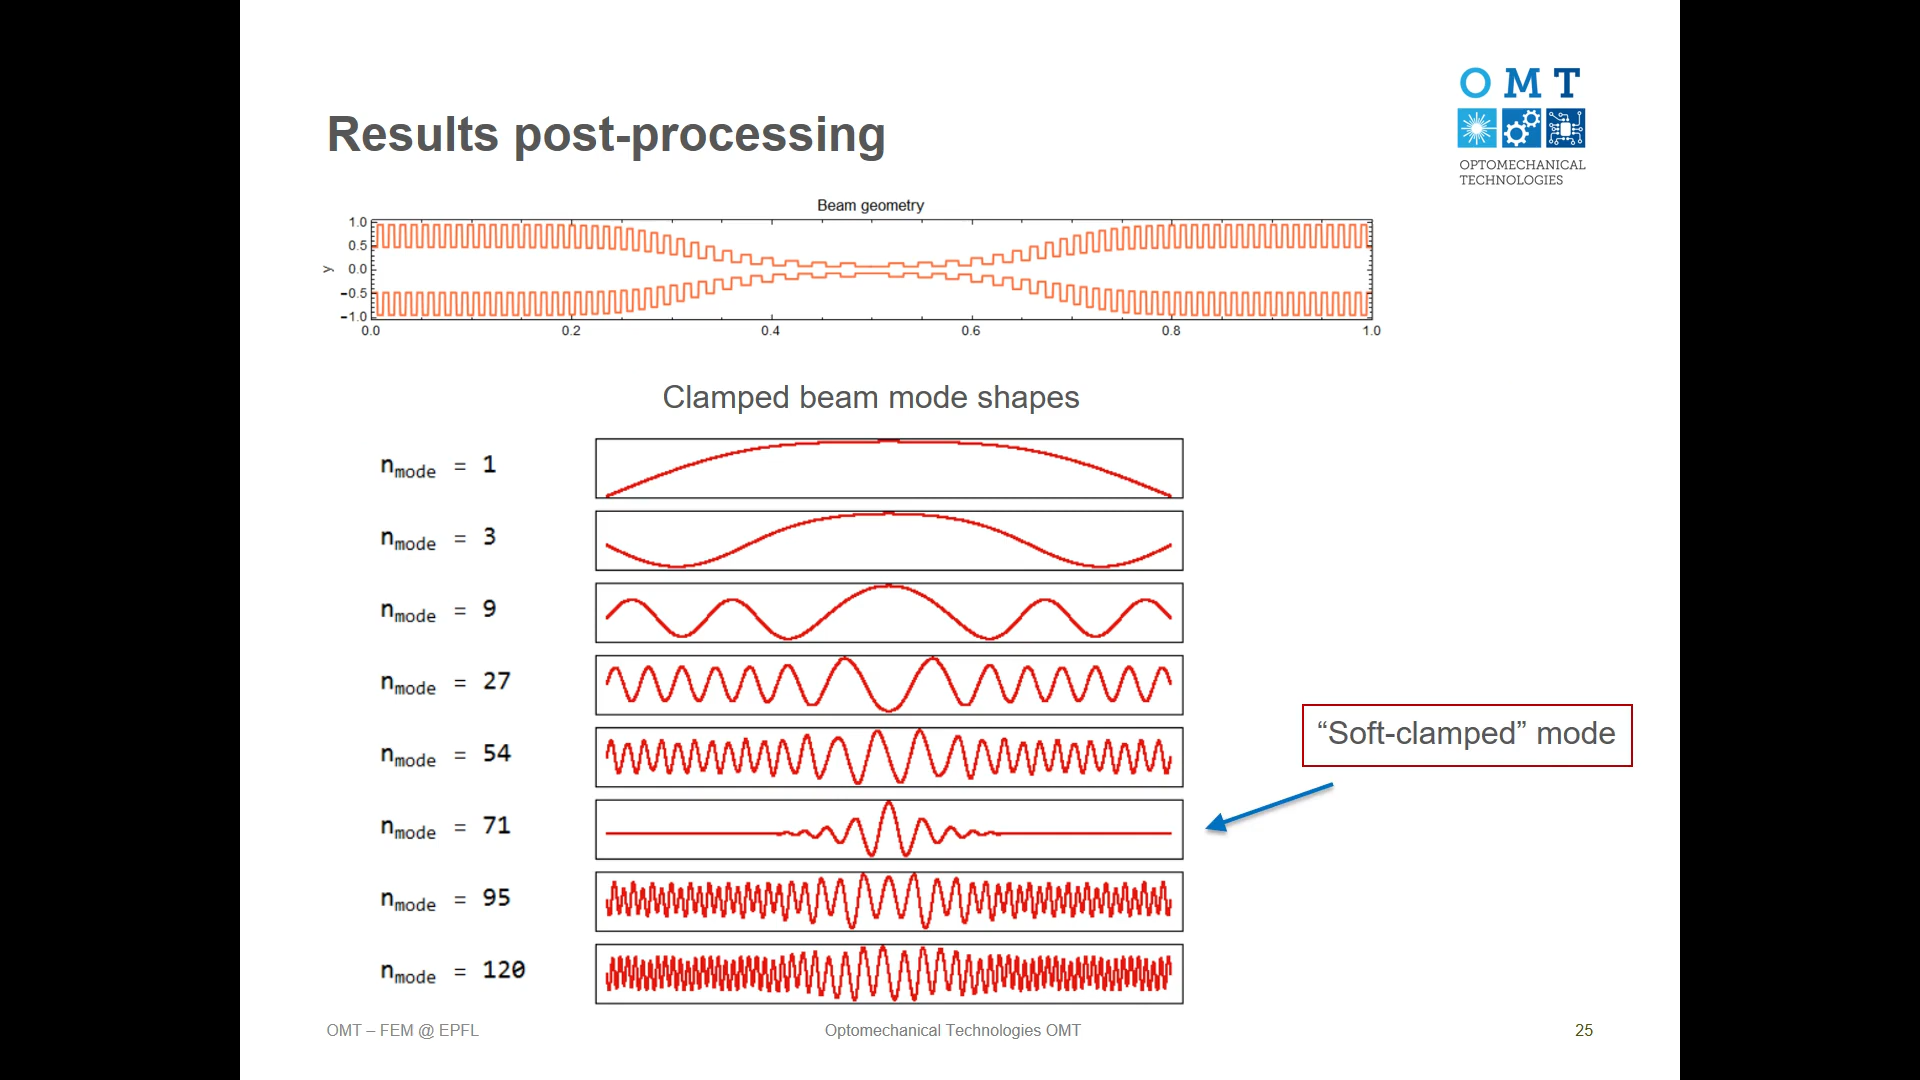 O M T
OPTOMECHANICAL
TECHNOLOGIES
Results post-processing
Beam geometry
1.0
0.5
0.0
−0.5
−1.0
y
0.0 0.2 0.4 0.6 0.8 1.0
Clamped beam mode shapes
nmode = 1
nmode = 3
nmode = 9
nmode = 27
nmode = 54
nmode = 71
nmode = 95
nmode = 120
“Soft-clamped” mode
OMT – FEM @ EPFL
Optomechanical Technologies OMT
25